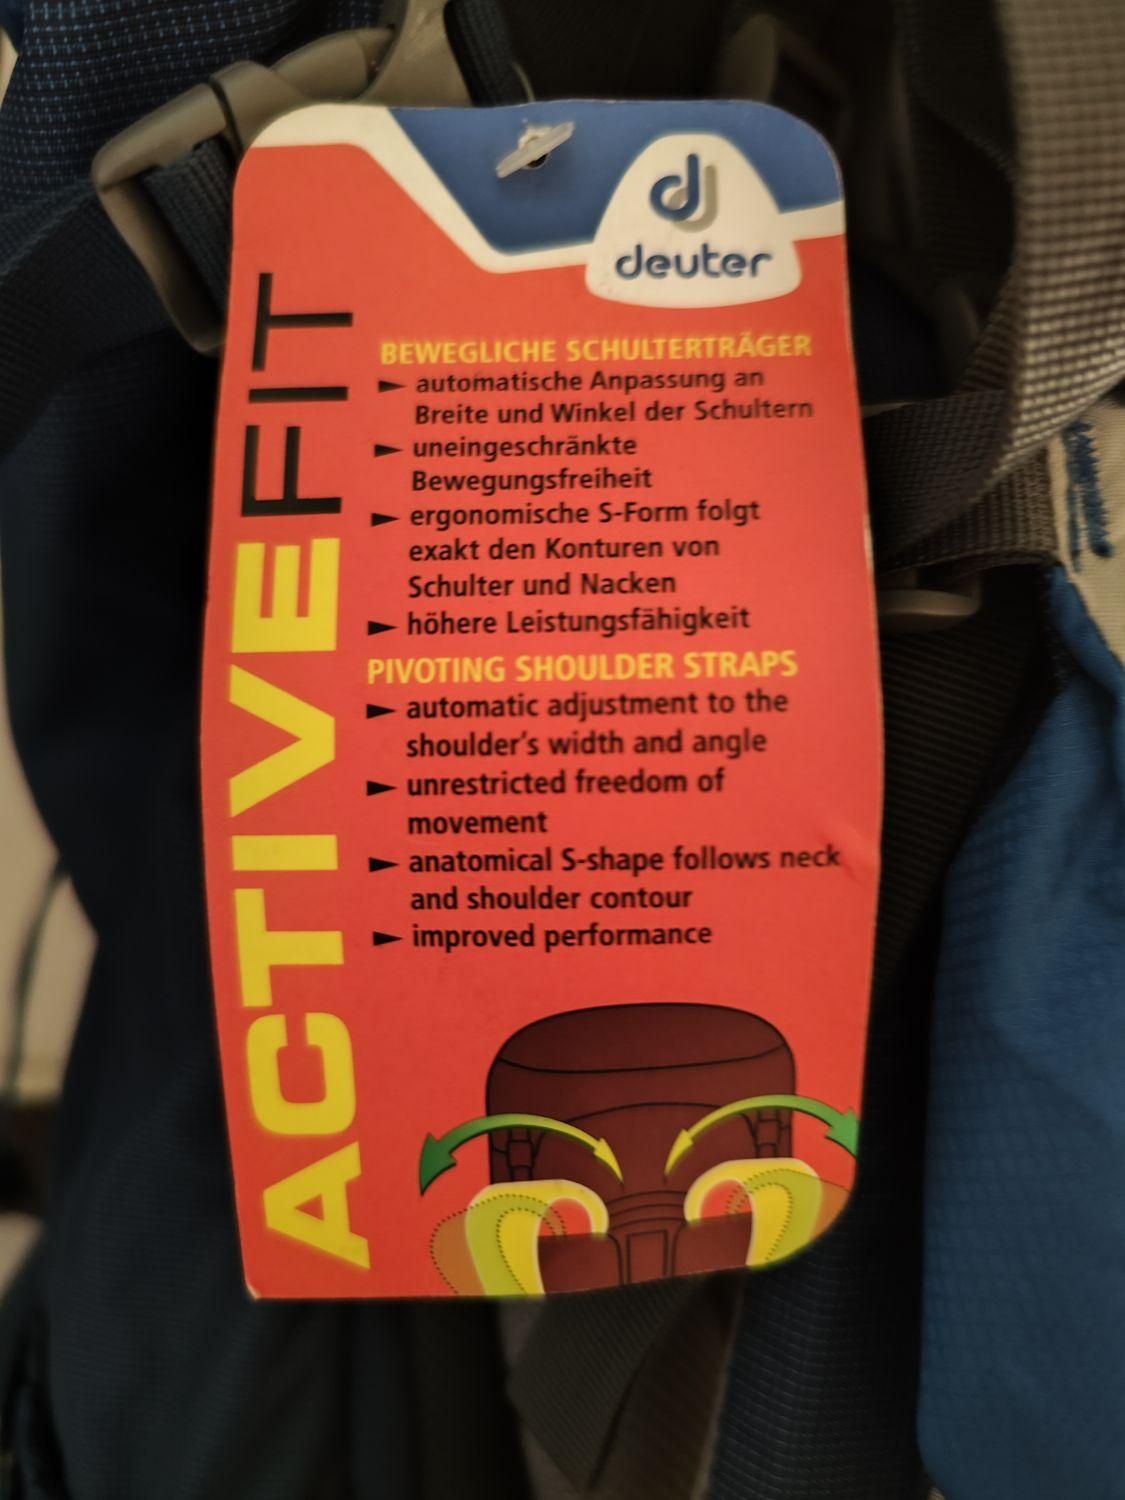 deuter
ACTIVE FIT
BEWEGLICHE SCHULTERTRÄGER
► automatische Anpassung an
Breite und Winkel der Schultern
► uneingeschränkte
Bewegungsfreiheit
► ergonomische S-Form folgt
exakt den Konturen von
Schulter und Nacken
► höhere Leistungsfähigkeit
PIVOTING SHOULDER STRAPS
► automatic adjustment to the
shoulder's width and angle
► unrestricted freedom of
movement
► anatomical S-shape follows neck
and shoulder contour
► improved performance